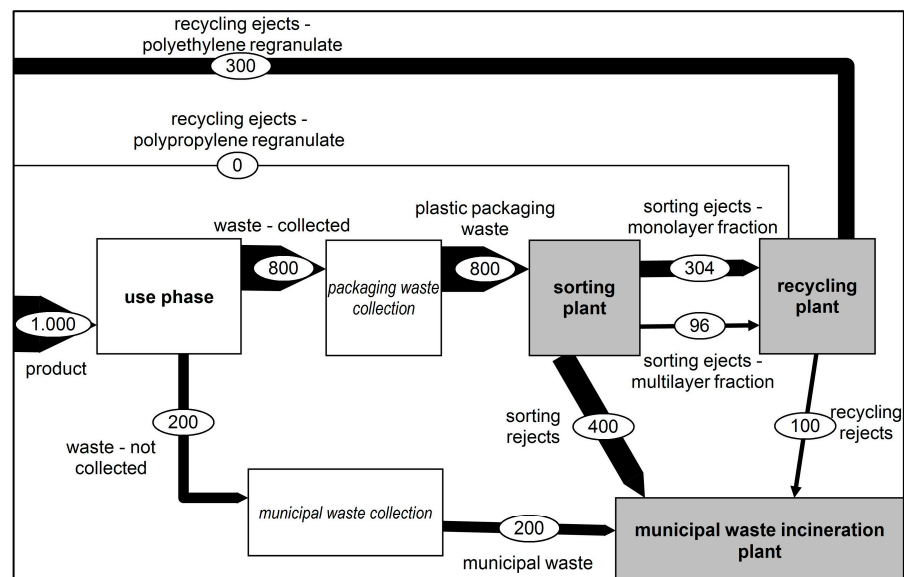 recycling ejects -
polyethylene regranulate
300
recycling ejects -
polypropylene regranulate
0
waste - collected
800
plastic packaging
waste
800
sorting ejects -
monolayer fraction
304
use phase
packaging waste
collection
sorting
plant
recycling
plant
1.000
product
96
sorting ejects -
multilayer fraction
200
waste - not
collected
sorting
rejects
400
100
recycling
rejects
municipal waste collection
200
municipal waste
municipal waste incineration
plant